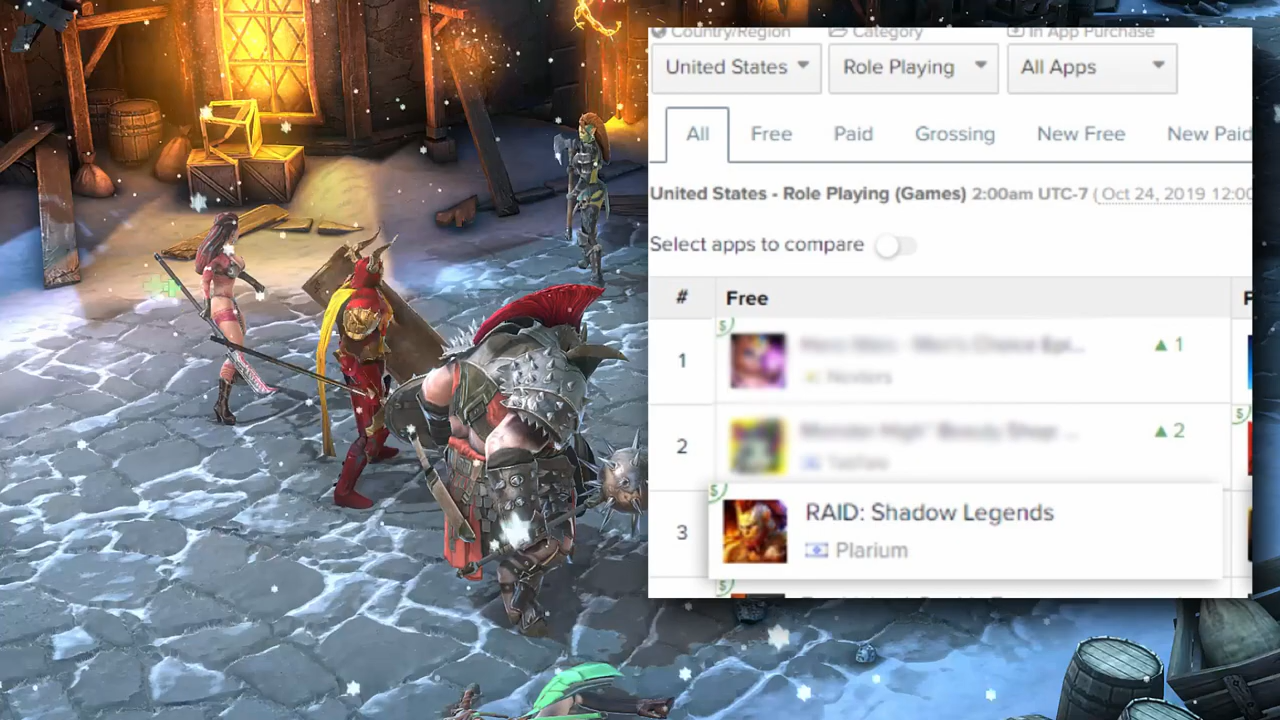 Country/Region Category In App Purchase
United States Role Playing All Apps
All Free Paid Grossing New Free New Paid
United States - Role Playing (Games) 2:00am UTC-7 ( Oct 24, 2019 12:00
Select apps to compare
# Free
$
1 ▲ 1
2 ▲ 2
$
$
3 RAID: Shadow Legends
Plarium
$